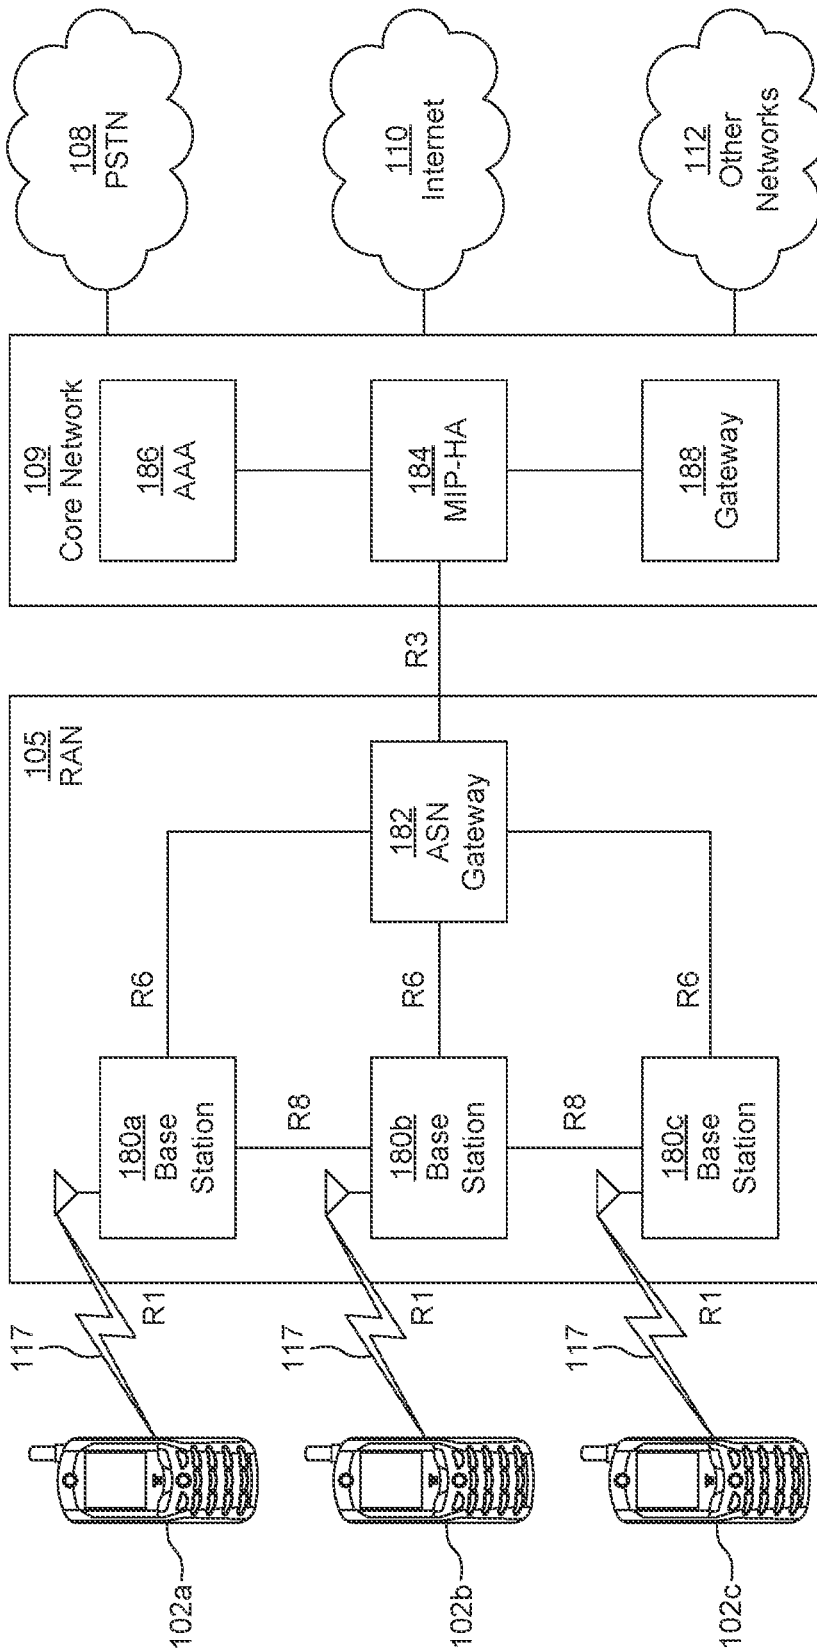 102a
117
R1
102b
117
R1
102c
117
R1
105
RAN
180a
Base
Station
R8
180b
Base
Station
R8
180c
Base
Station
R6
R6
R6
182
ASN
Gateway
R3
109
Core Network
186
AAA
184
MIP-HA
188
Gateway
108
PSTN
110
Internet
112
Other
Networks